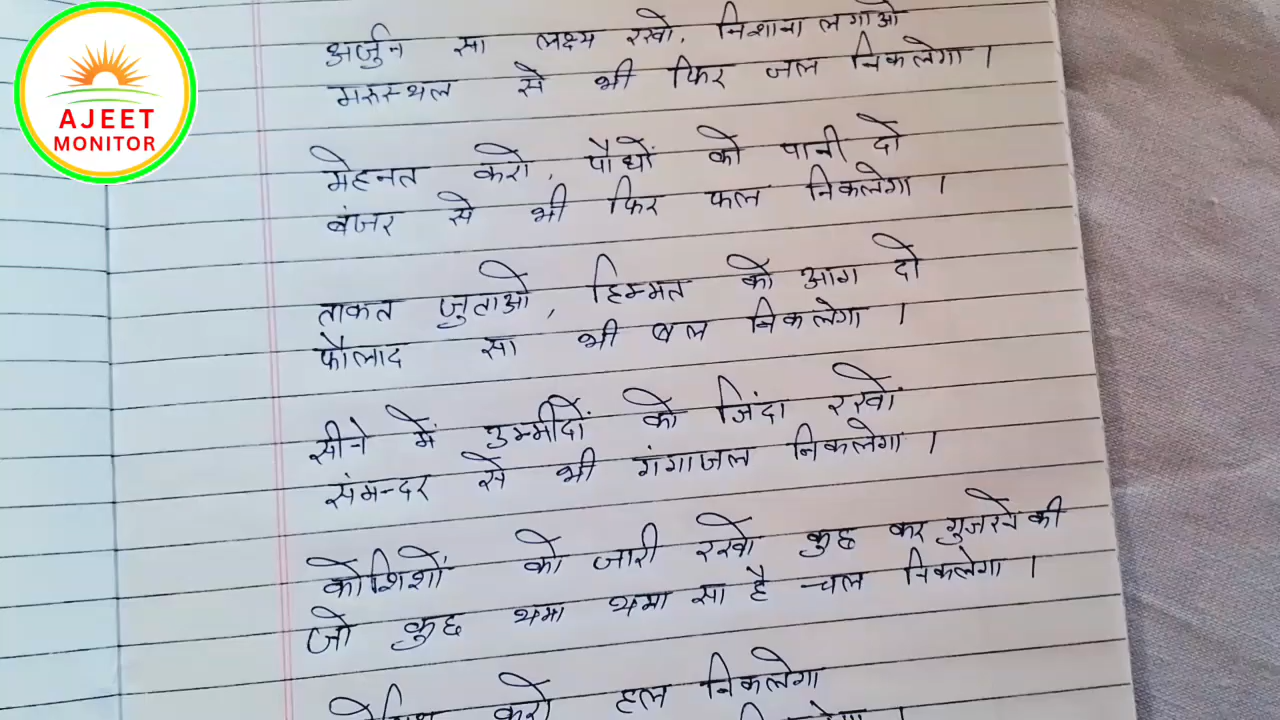 AJEET
MONITOR
अर्जुन सा लक्ष्य रखो, निशाना लगाओ
मरुस्थल से भी फिर जल निकलेगा ।
मेहनत करो, पौधों को पानी दो
बंजर से भी फिर फल निकलेगा ।
ताकत जुताओ, हिम्मत को आग दो
फौलाद सा भी बल निकलेगा ।
सीने में उम्मीदों को जिंदा रखों
संमन्दर से भी गंगाजल निकलेगा ।
कोशिशों को जारी रखो कुछ कर गुजरने की
जो कुछ थमा थमा सा है चल निकलेगा ।
करो हल निकलेगा